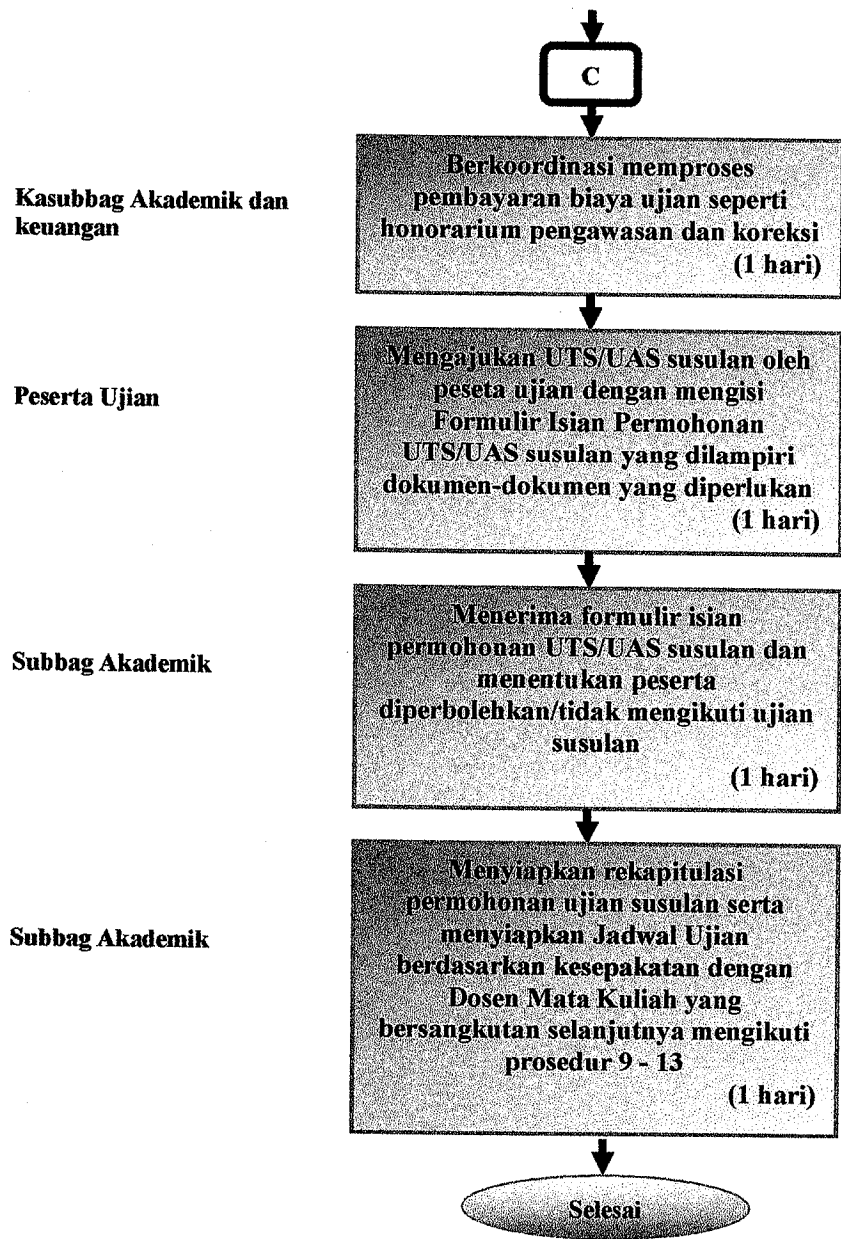 C
Kasubbag Akademik dan
keuangan
Berkoordinasi memproses
pembayaran biaya ujian seperti
honorarium pengawasan dan koreksi
(1 hari)
Peserta Ujian
Mengajukan UTS/UAS susulan oleh
peseta ujian dengan mengisi
Formulir Isian Permohonan
UTS/UAS susulan yang dilampiri
dokumen-dokumen yang diperlukan
(1 hari)
Subbag Akademik
Menerima formulir isian
permohonan UTS/UAS susulan dan
menentukan peserta
diperbolehkan/tidak mengikuti ujian
susulan
(1 hari)
Subbag Akademik
Menyiapkan rekapitulasi
permohonan ujian susulan serta
menyiapkan Jadwal Ujian
berdasarkan kesepakatan dengan
Dosen Mata Kuliah yang
bersangkutan selanjutnya mengikuti
prosedur 9 - 13
(1 hari)
Selesai